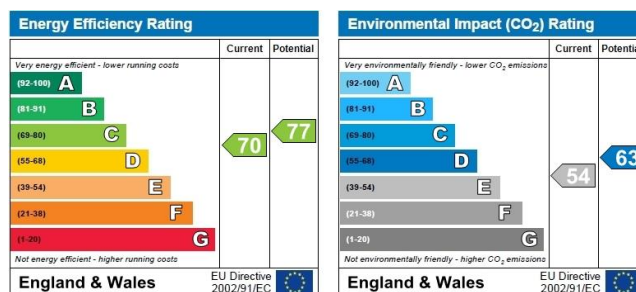 Energy Efficiency Rating
Current Potential
Very energy efficient - lower running costs
(92-100) A
(81-91) B
(69-80) C
(55-68) D
(39-54) E
(21-38) F
(1-20) G
70
77
Not energy efficient - higher running costs
England & Wales
EU Directive
2002/91/EC
Environmental Impact (CO₂) Rating
Current Potential
Very environmentally friendly - lower CO₂ emissions
(92-100) A
(81-91) B
(69-80) C
(55-68) D
(39-54) E
(21-38) F
(1-20) G
54
63
Not environmentally friendly - higher CO₂ emissions
England & Wales
EU Directive
2002/91/EC